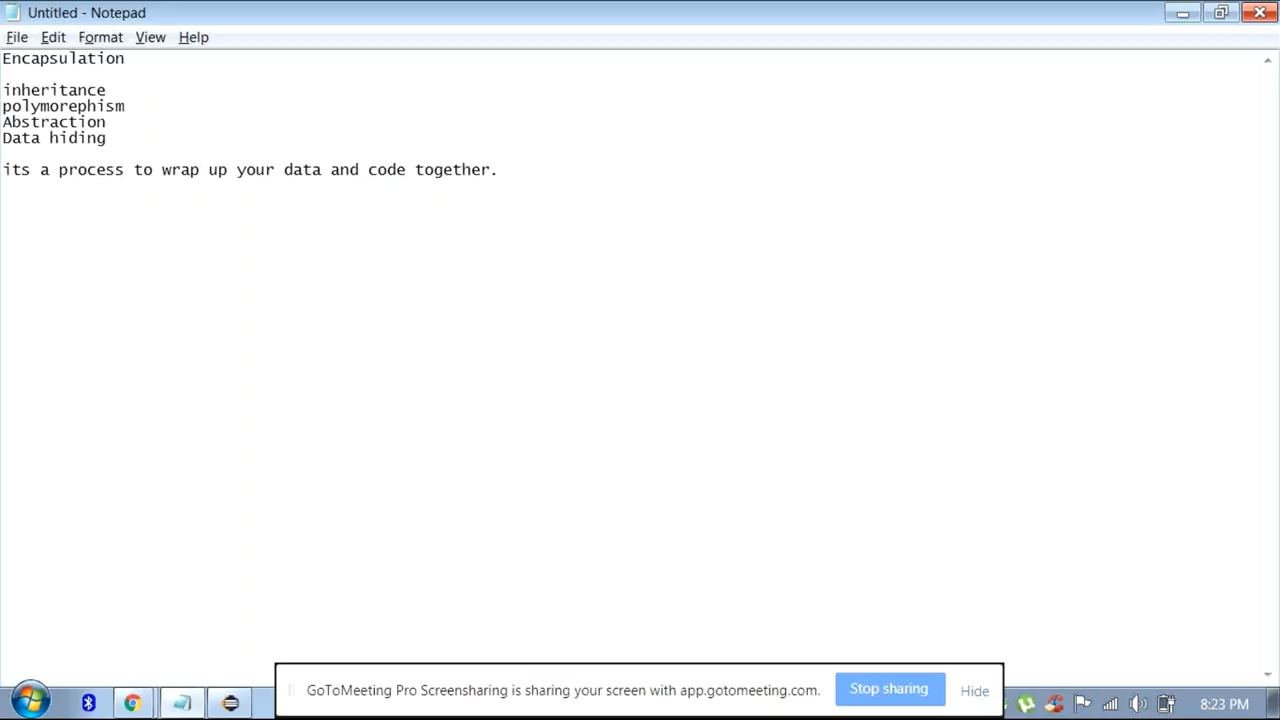 Untitled - Notepad
File Edit Format View Help
Encapsulation
inheritance
polymorephism
Abstraction
Data hiding
its a process to wrap up your data and code together.
GoToMeeting Pro Screensharing is sharing your screen with app.gotomeeting.com. Stop sharing Hide
8:23 PM